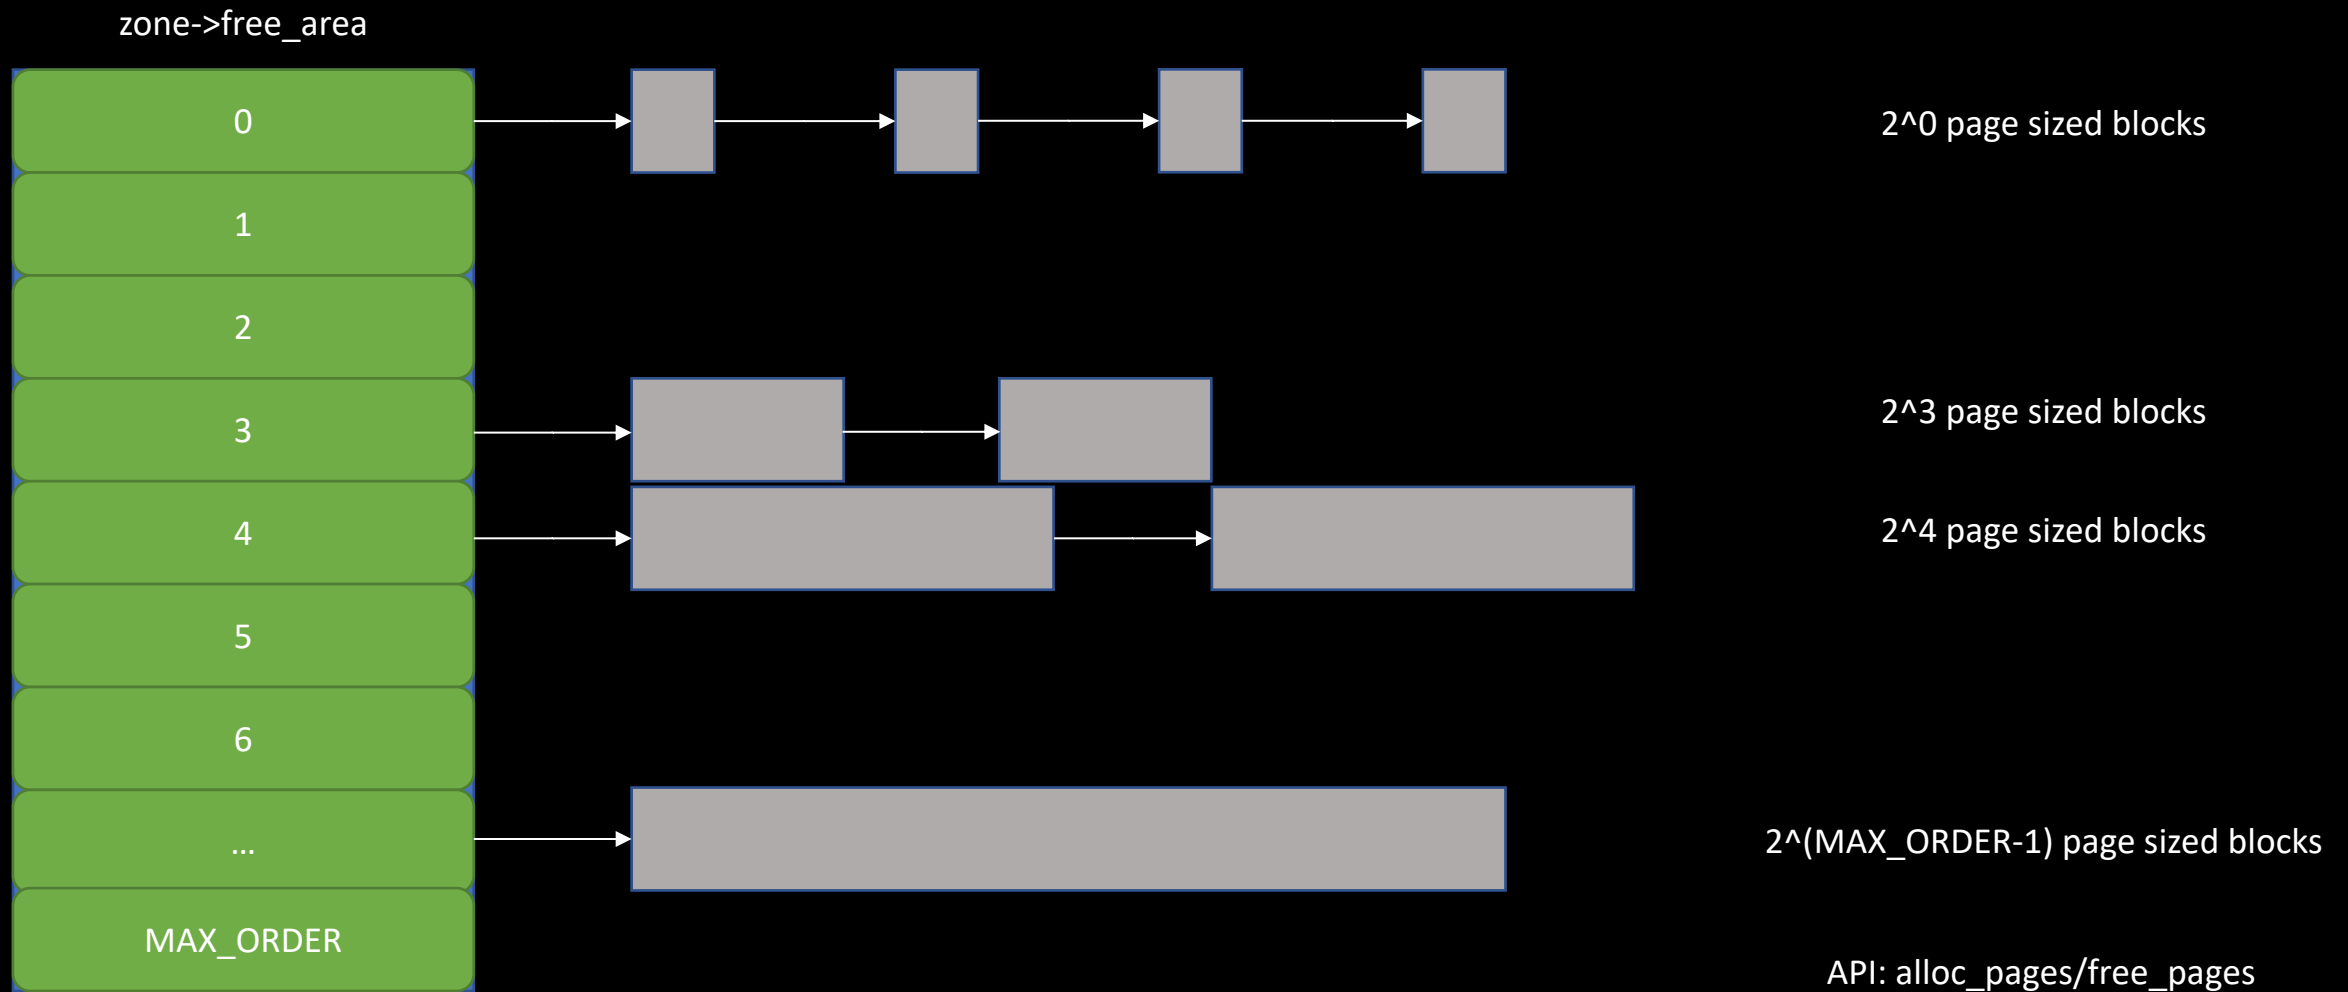 zone->free_area
0
2^0 page sized blocks
1
2
3
2^3 page sized blocks
4
2^4 page sized blocks
5
6
...
2^(MAX_ORDER-1) page sized blocks
MAX_ORDER
API: alloc_pages/free_pages